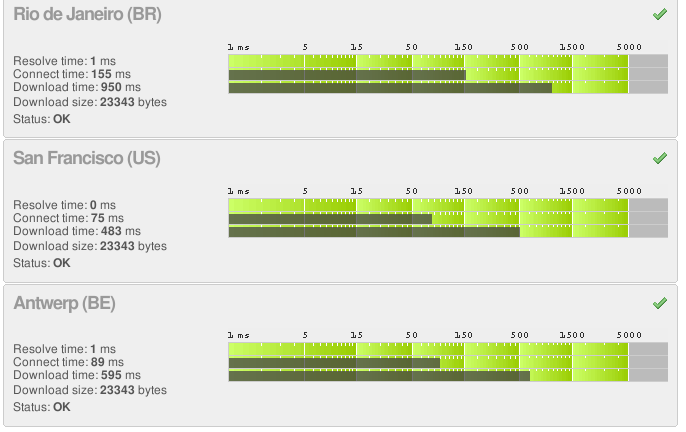 Rio de Janeiro (BR)
1 ms 5 15 50 150 500 1500 5000
Resolve time: 1 ms
Connect time: 155 ms
Download time: 950 ms
Download size: 23343 bytes
Status: OK
San Francisco (US)
1 ms 5 15 50 150 500 1500 5000
Resolve time: 0 ms
Connect time: 75 ms
Download time: 483 ms
Download size: 23343 bytes
Status: OK
Antwerp (BE)
1 ms 5 15 50 150 500 1500 5000
Resolve time: 1 ms
Connect time: 89 ms
Download time: 595 ms
Download size: 23343 bytes
Status: OK